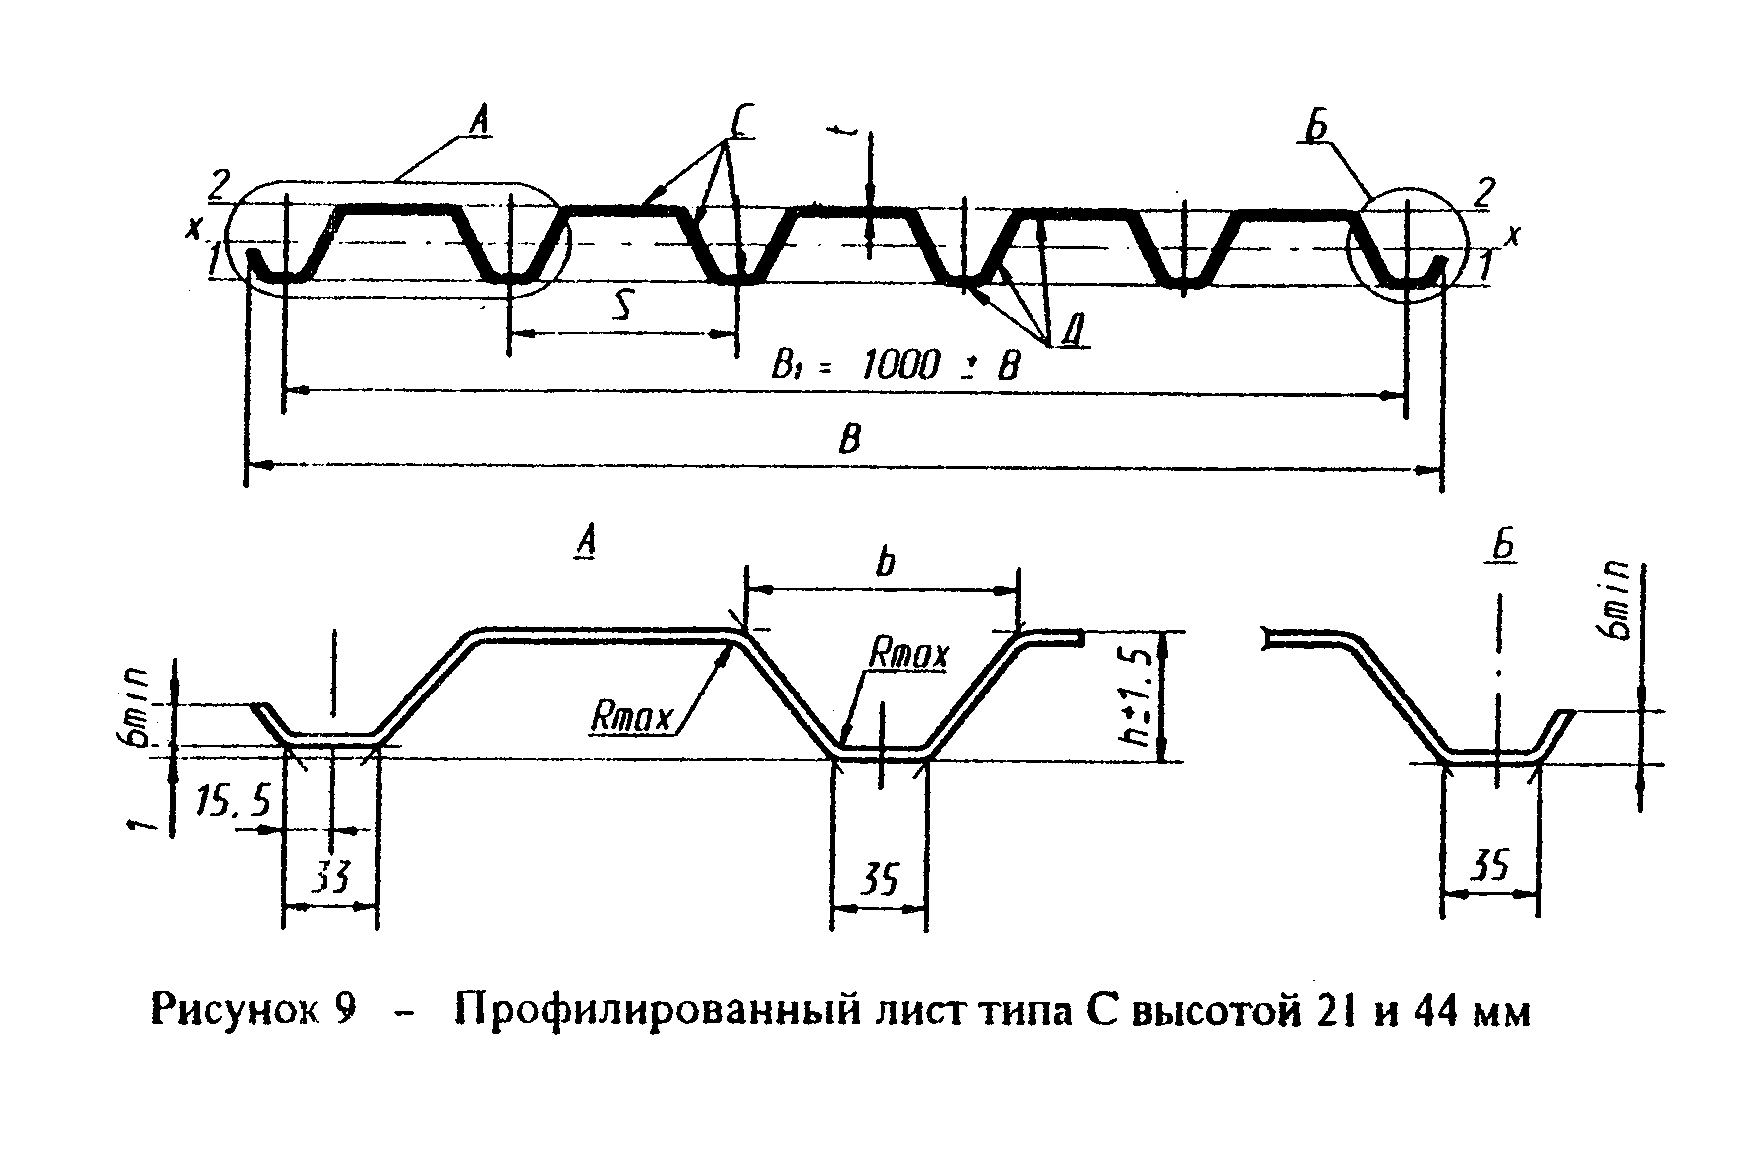 А С t Б
2 2
х х
1 1
S Д
B₁ = 1000 ± 8
B
А b Б
6min Rmax Rmax h±1.5 6min
1 15.5
33 35 35
Рисунок 9 – Профилированный лист типа С высотой 21 и 44 мм